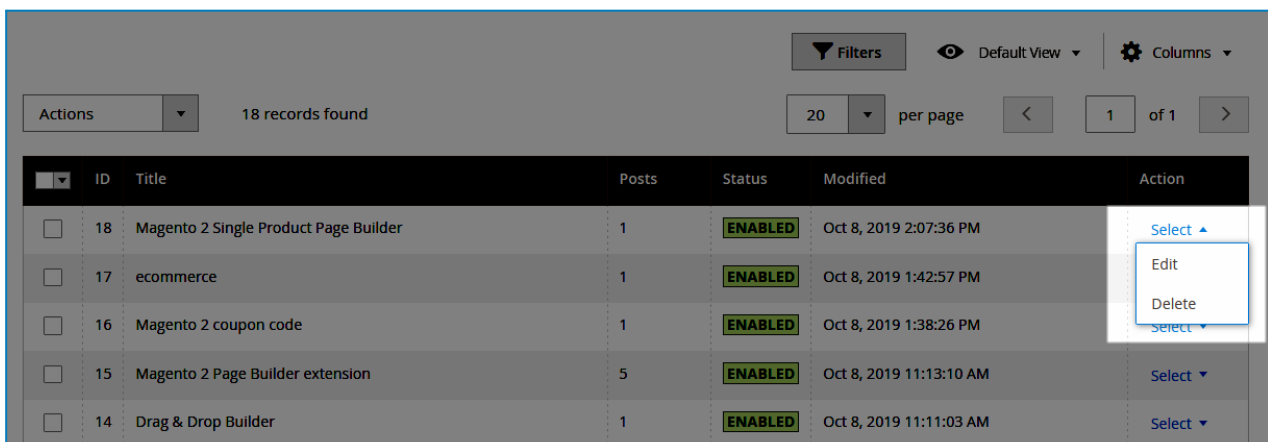 Filters Default View Columns
Actions 18 records found 20 per page 1 of 1
ID Title Posts Status Modified Action
18 Magento 2 Single Product Page Builder 1 ENABLED Oct 8, 2019 2:07:36 PM Select
Edit
17 ecommerce 1 ENABLED Oct 8, 2019 1:42:57 PM
Delete
16 Magento 2 coupon code 1 ENABLED Oct 8, 2019 1:38:26 PM Select
15 Magento 2 Page Builder extension 5 ENABLED Oct 8, 2019 11:13:10 AM Select
14 Drag & Drop Builder 1 ENABLED Oct 8, 2019 11:11:03 AM Select